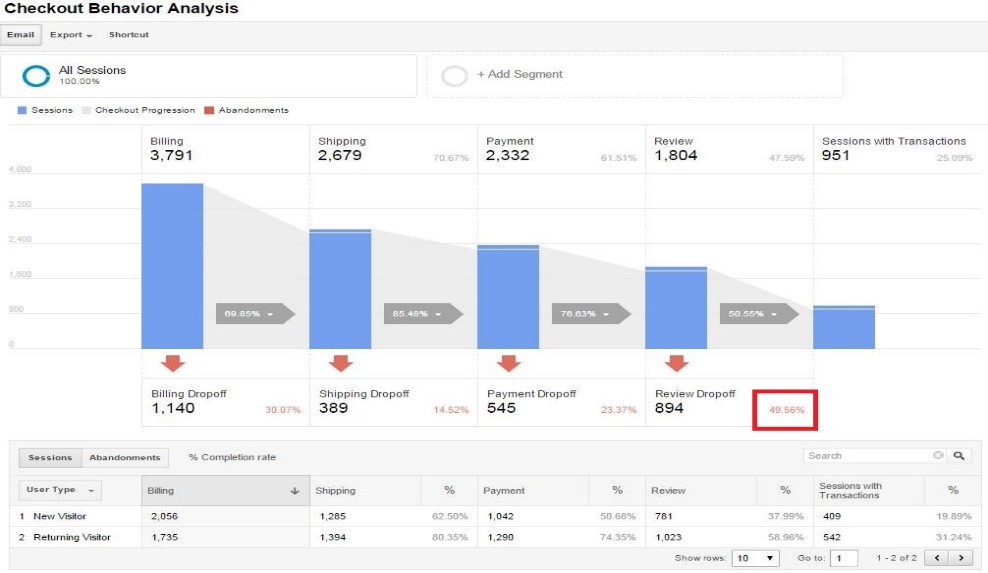 Checkout Behavior Analysis
Email Export Shortcut
All Sessions
100.00%
+ Add Segment
Sessions Checkout Progression Abandonments
Billing Shipping Payment Review Sessions with Transactions
3,791 2,679 70.67% 2,332 61.51% 1,804 47.59% 951 25.09%
4,000
3,200
2,400
1,600
800
0
69.85% 85.48% 76.63% 50.55%
Billing Dropoff Shipping Dropoff Payment Dropoff Review Dropoff
1,140 30.07% 389 14.52% 545 23.37% 894 49.56%
Sessions Abandonments % Completion rate Search
User Type Billing Shipping % Payment % Review % Sessions with Transactions %
1 New Visitor 2,056 1,285 62.50% 1,042 50.68% 781 37.99% 409 19.89%
2 Returning Visitor 1,735 1,394 80.35% 1,290 74.35% 1,023 58.96% 542 31.24%
Show rows: 10 Go to: 1 1 - 2 of 2